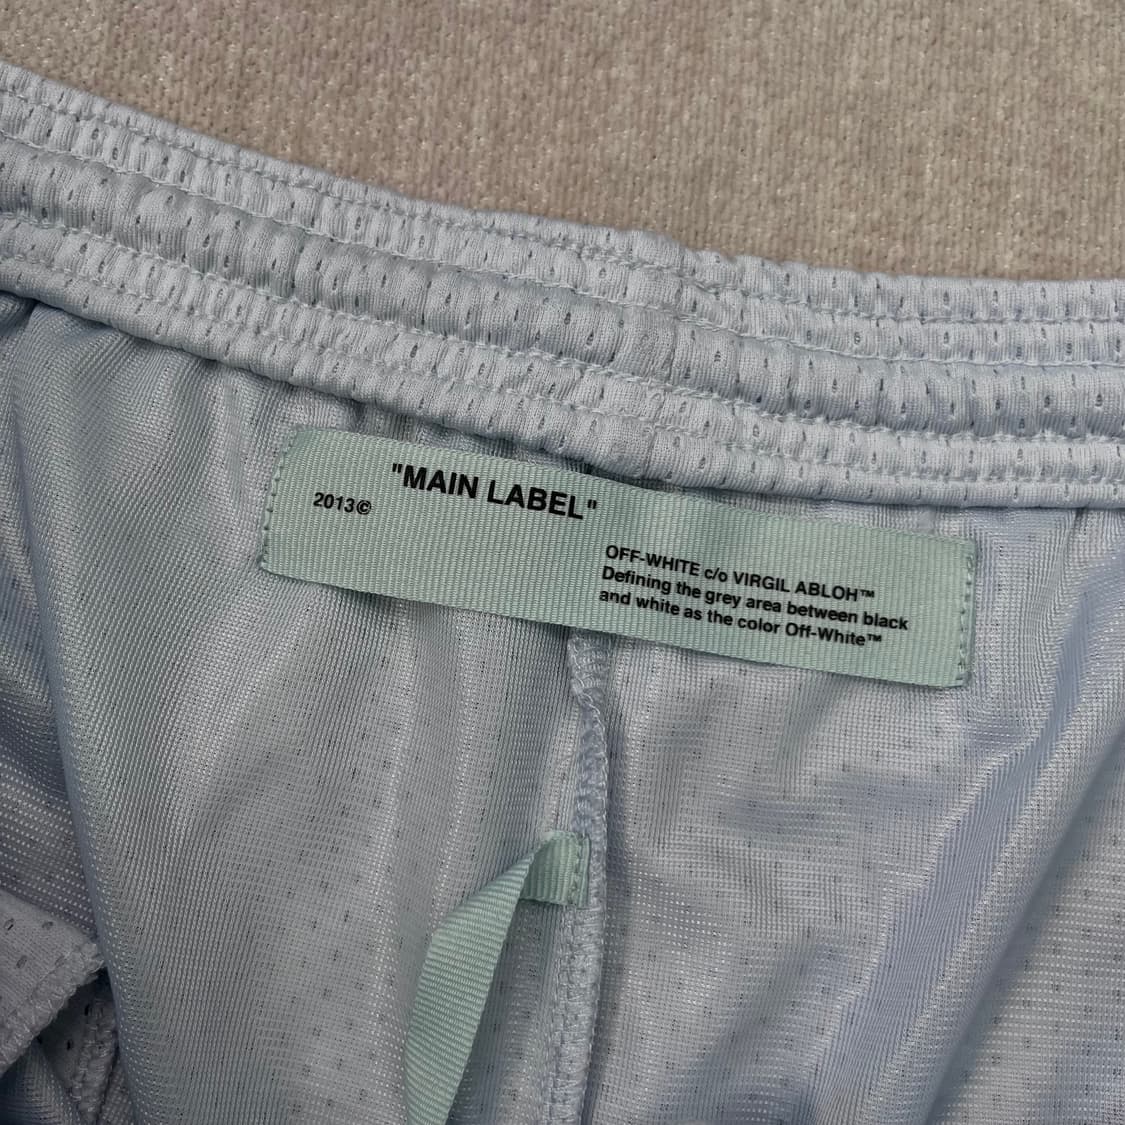 "MAIN LABEL"
2013©
OFF-WHITE c/o VIRGIL ABLOH™
Defining the grey area between black
and white as the color Off-White™